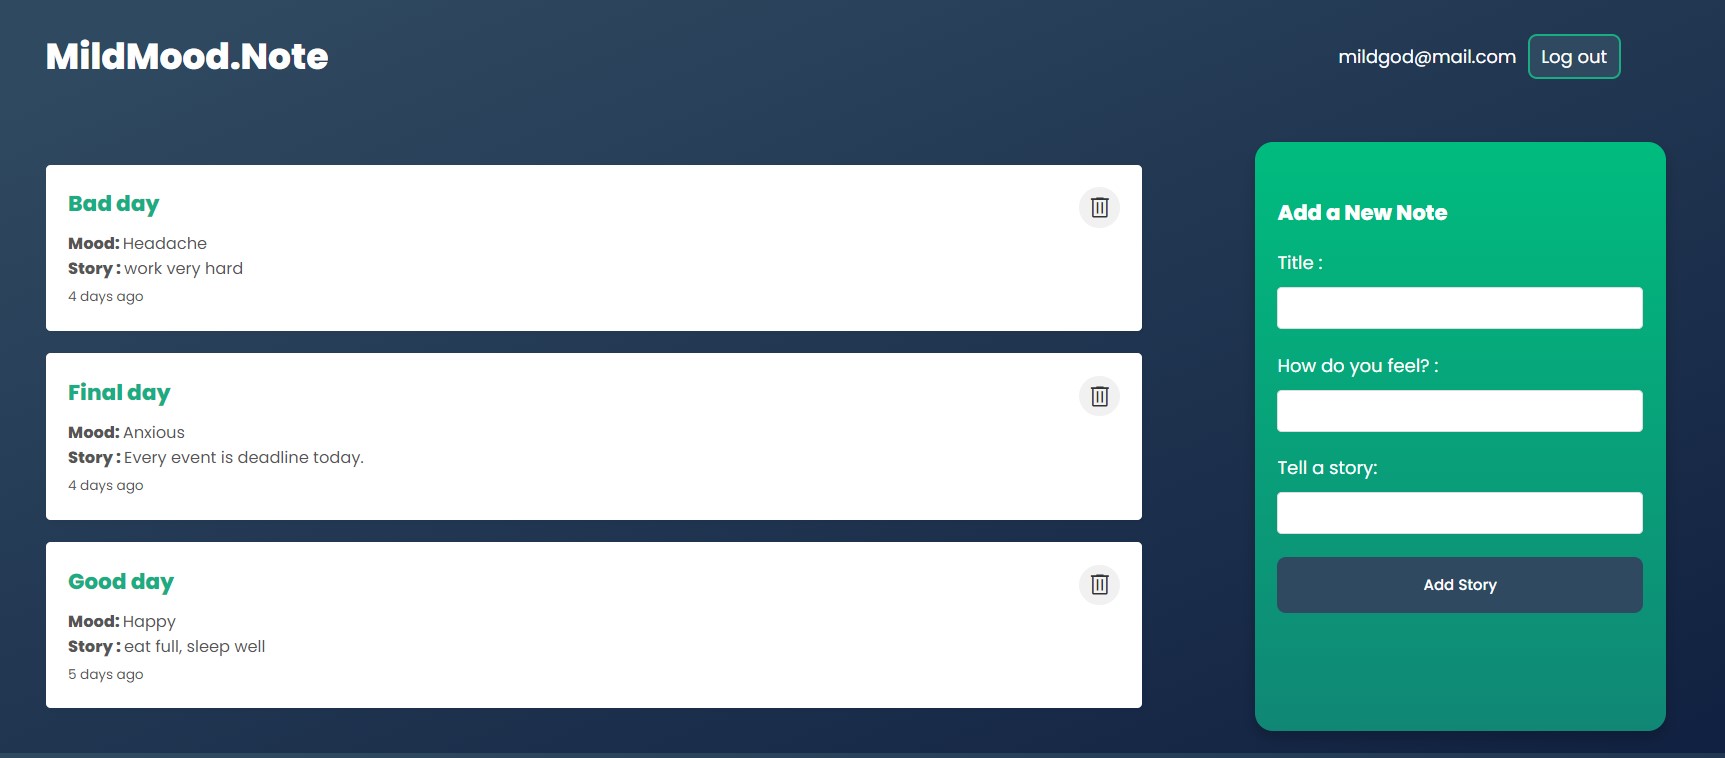 MildMood.Note
mildgod@mail.com
Log out
Bad day
Mood: Headache
Story : work very hard
4 days ago
Final day
Mood: Anxious
Story : Every event is deadline today.
4 days ago
Good day
Mood: Happy
Story : eat full, sleep well
5 days ago
Add a New Note
Title :
How do you feel? :
Tell a story:
Add Story